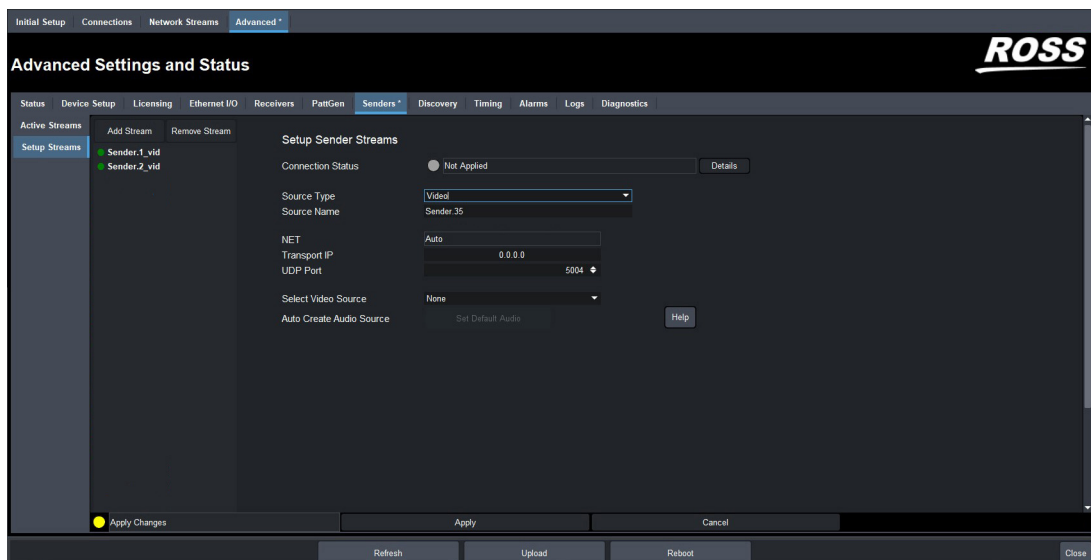 Initial Setup Connections Network Streams Advanced *
ROSS
Advanced Settings and Status
Status Device Setup Licensing Ethernet I/O Receivers PattGen Senders * Discovery Timing Alarms Logs Diagnostics
Active Streams
Setup Streams
Add Stream Remove Stream
Sender.1_vid
Sender.2_vid
Setup Sender Streams
Connection Status Not Applied Details
Source Type Video
Source Name Sender.35
NET Auto
Transport IP 0.0.0.0
UDP Port 5004
Select Video Source None
Auto Create Audio Source Set Default Audio Help
Apply Changes Apply Cancel
Refresh Upload Reboot Close